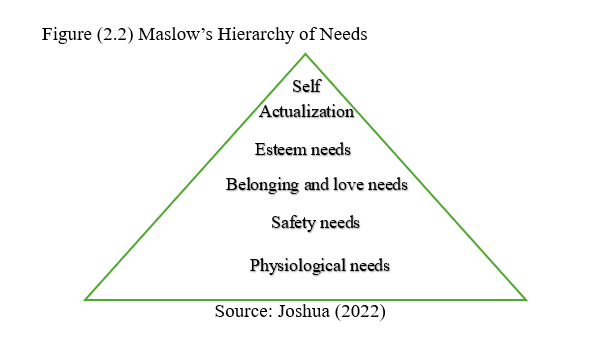 Figure (2.2) Maslow’s Hierarchy of Needs
Self
Actualization
Esteem needs
Belonging and love needs
Safety needs
Physiological needs
Source: Joshua (2022)